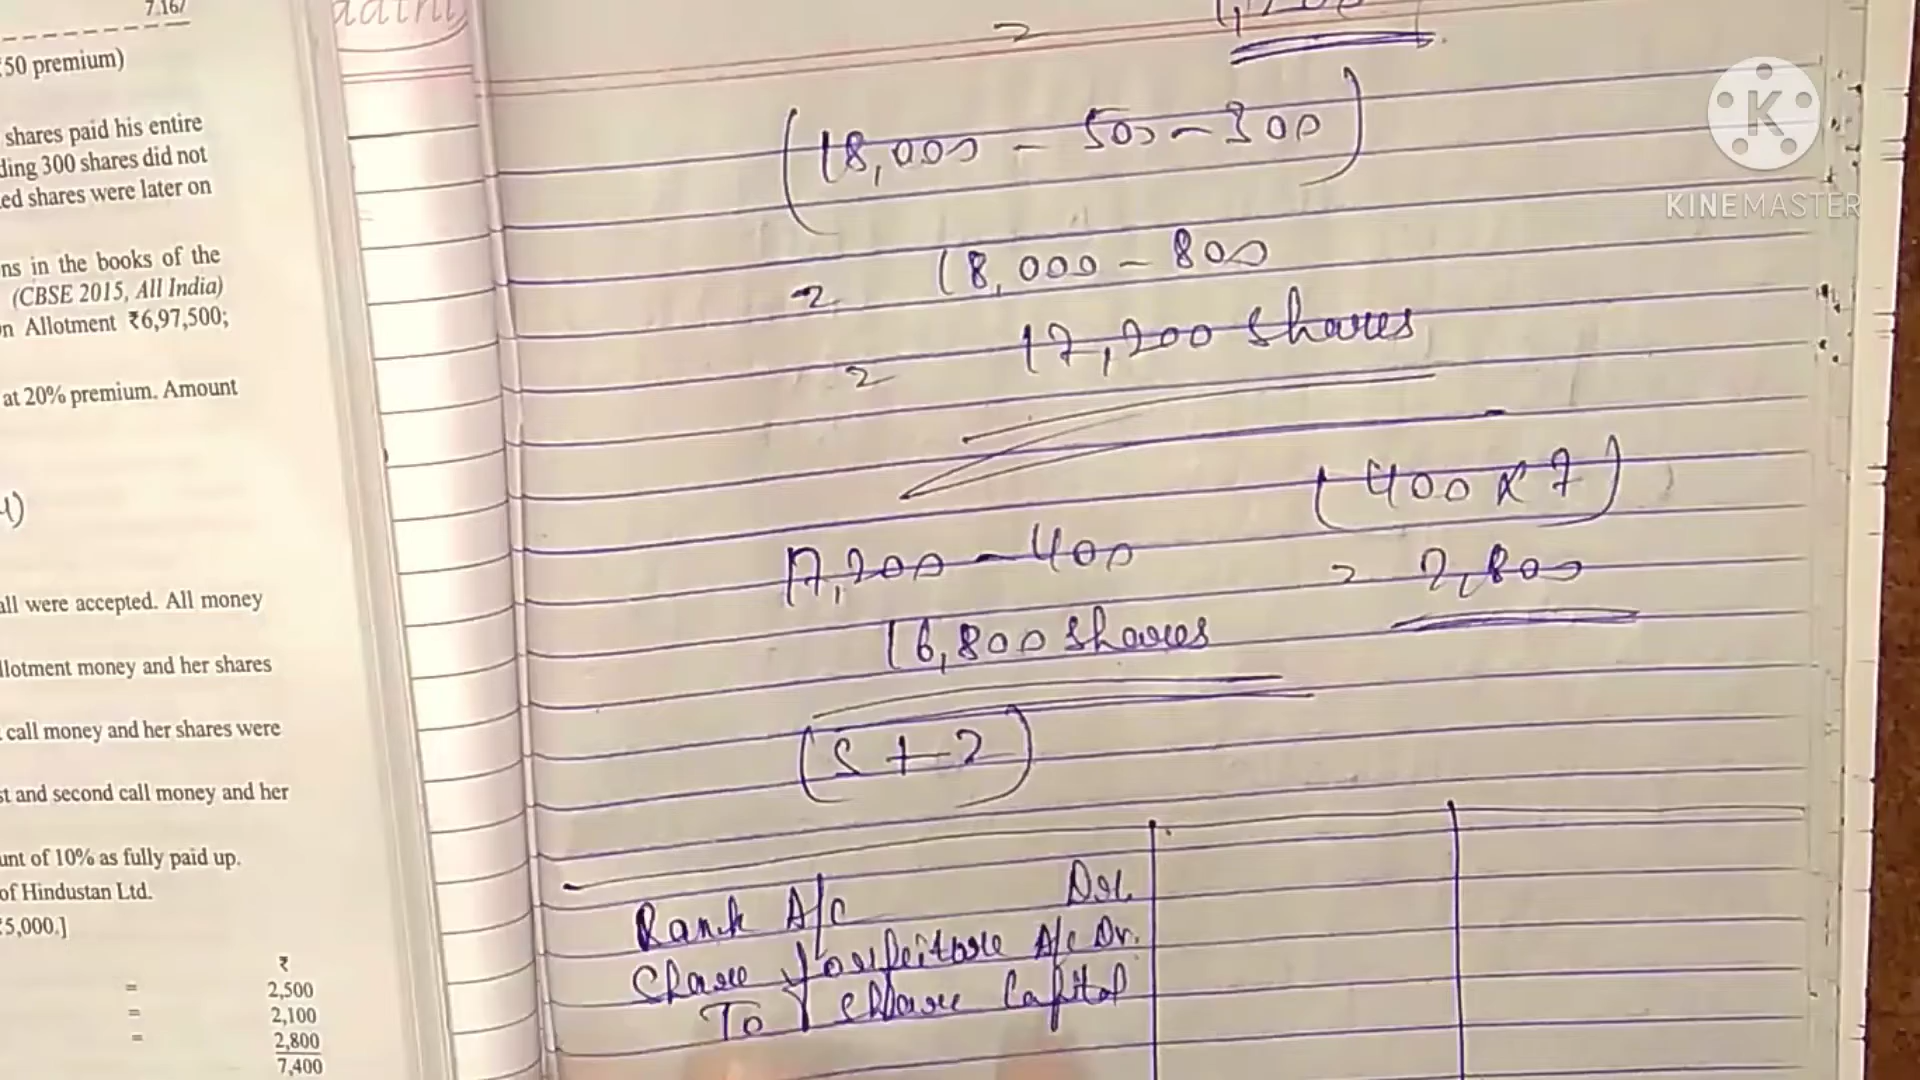 7.16/
₹50 premium)
shares paid his entire
ding 300 shares did not
ed shares were later on
ns in the books of the
(CBSE 2015, All India)
n Allotment ₹6,97,500;
at 20% premium. Amount
all were accepted. All money
llotment money and her shares
call money and her shares were
st and second call money and her
unt of 10% as fully paid up.
of Hindustan Ltd.
₹5,000.]
₹
= 2,500
= 2,100
= 2,800
7,400
(18,000 - 500 - 300)
= 18,000 - 800
= 17,200 shares
(400 x 7)
17,200 - 400
= 2,800
16,800 shares
(5+2)
Bank A/c Dr.
Share forfeiture A/c Dr.
To Share Capital
KINEMASTER